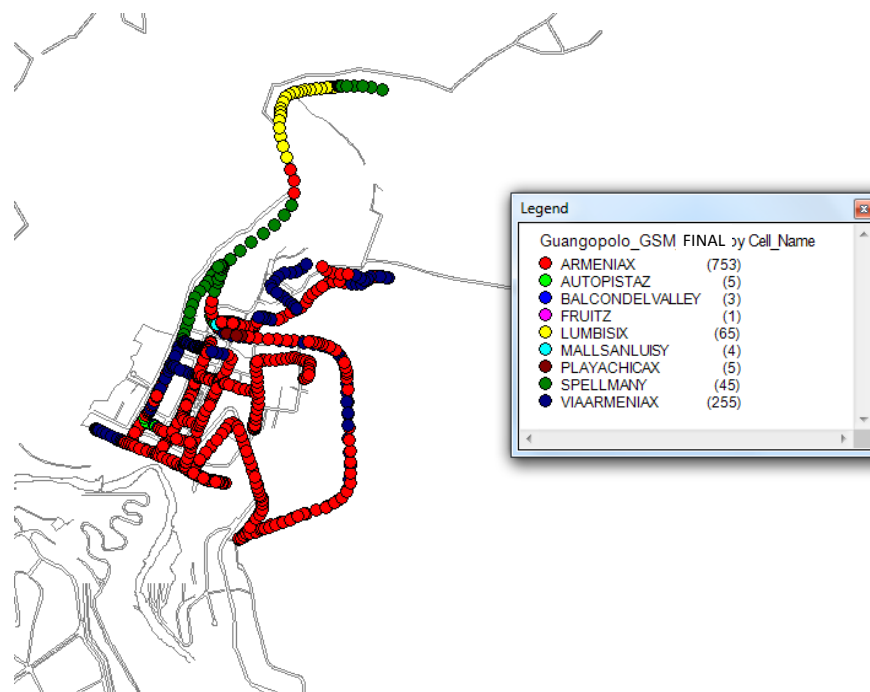 Legend
Guangopolo_GSM FINAL by Cell_Name
ARMENIAX (753)
AUTOPISTAZ (5)
BALCONDELVALLEY (3)
FRUITZ (1)
LUMBISIX (65)
MALLSANLUISY (4)
PLAYACHICAX (5)
SPELLMANY (45)
VIAARMENIAX (255)